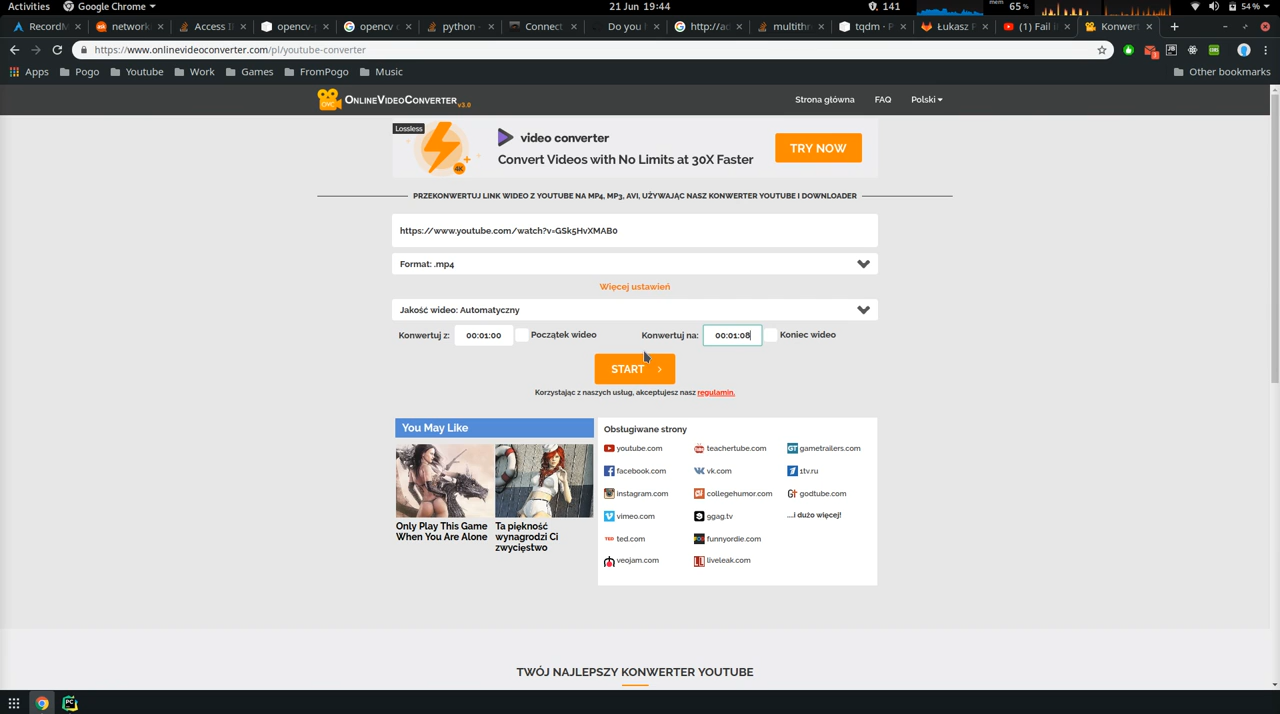 Activities
Google Chrome
21 Jun 19:44
141
mem
65 %
54 %
RecordM
network
Access I
opencv-p
opencv c
python -
Connect
Do you
http://ad
multithr
tqdm - P
Łukasz
(1) Fail
Konwert
https://www.onlinevideoconverter.com/pl/youtube-converter
Apps
Pogo
Youtube
Work
Games
FromPogo
Music
Other bookmarks
OVC
OnlineVideoConverter v3.0
Strona główna
FAQ
Polski
Lossless
4K
video converter
Convert Videos with No Limits at 30X Faster
TRY NOW
PRZEKONWERTUJ LINK WIDEO Z YOUTUBE NA MP4, MP3, AVI, UŻYWAJĄC NASZ KONWERTER YOUTUBE I DOWNLOADER
https://www.youtube.com/watch?v=GSk5HvXMAB0
Format: .mp4
Więcej ustawień
Jakość wideo: Automatyczny
Konwertuj z:
00:01:00
Początek wideo
Konwertuj na:
00:01:08
Koniec wideo
START
Korzystając z naszych usług, akceptujesz nasz regulamin.
You May Like
Only Play This Game
When You Are Alone
Ta piękność
wynagrodzi Ci
zwycięstwo
Obsługiwane strony
youtube.com
teachertube.com
gametrailers.com
facebook.com
vk.com
1tv.ru
instagram.com
collegehumor.com
godtube.com
vimeo.com
9gag.tv
....i dużo więcej!
ted.com
funnyordie.com
veojam.com
liveleak.com
TWÓJ NAJLEPSZY KONWERTER YOUTUBE